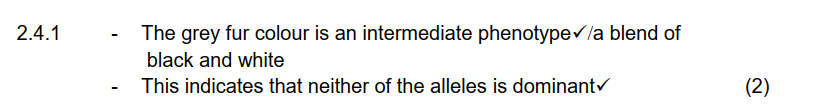 2.4.1 - The grey fur colour is an intermediate phenotype✓/a blend of
black and white
- This indicates that neither of the alleles is dominant✓ (2)